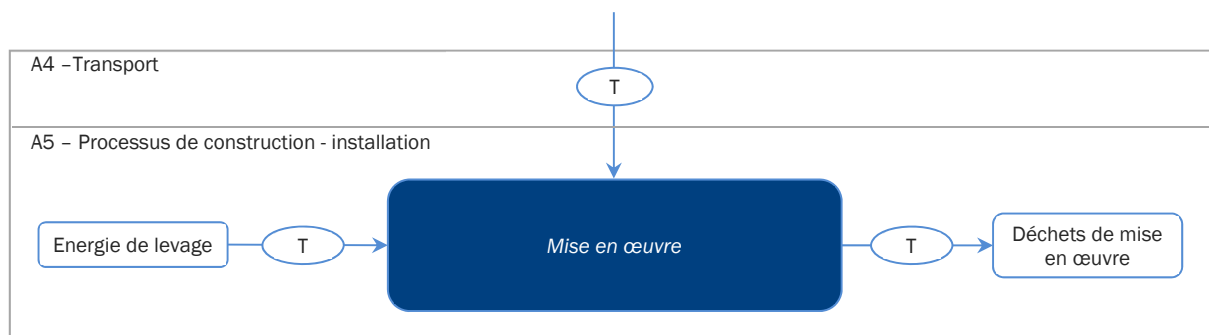 A4 –Transport
T
A5 – Processus de construction - installation
Energie de levage
T
Mise en œuvre
T
Déchets de mise
en œuvre